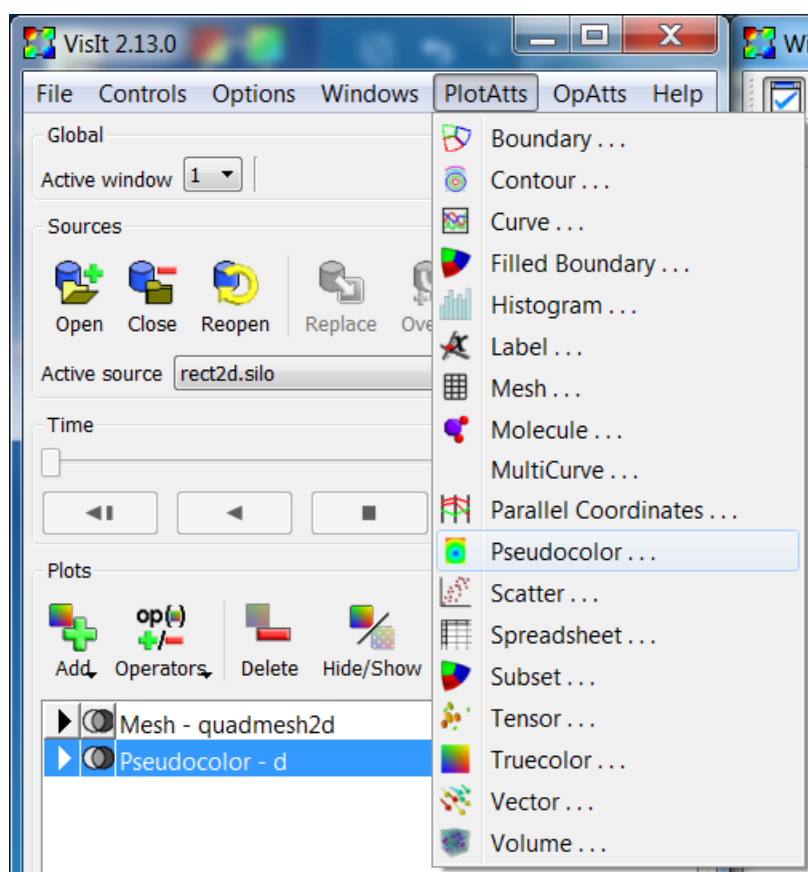 VisIt 2.13.0
File Controls Options Windows PlotAtts OpAtts Help
Global
Active window 1
Sources
Open Close Reopen Replace
Active source rect2d.silo
Time
Plots
op( )
+/-
Add Operators Delete Hide/Show
Mesh - quadmesh2d
Pseudocolor - d
Boundary . . .
Contour . . .
Curve . . .
Filled Boundary . . .
Histogram . . .
Label . . .
Mesh . . .
Molecule . . .
MultiCurve . . .
Parallel Coordinates . . .
Pseudocolor . . .
Scatter . . .
Spreadsheet . . .
Subset . . .
Tensor . . .
Truecolor . . .
Vector . . .
Volume . . .